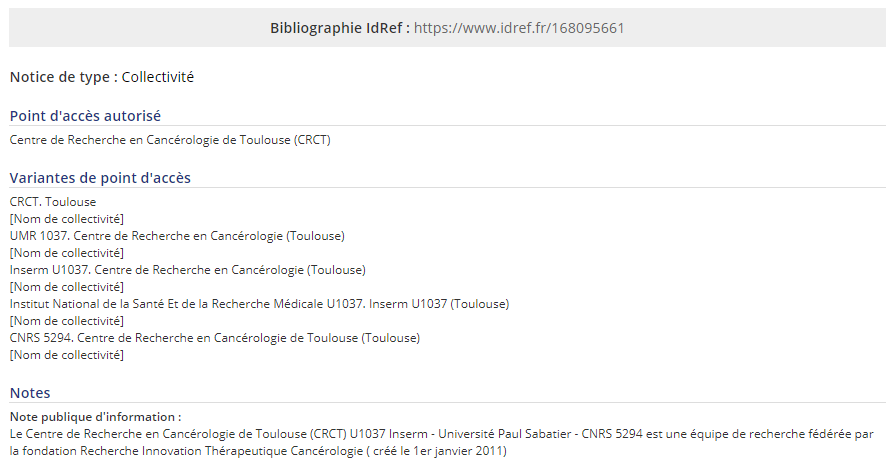 Bibliographie IdRef : https://www.idref.fr/168095661
Notice de type : Collectivité
Point d'accès autorisé
Centre de Recherche en Cancérologie de Toulouse (CRCT)
Variantes de point d'accès
CRCT. Toulouse
[Nom de collectivité]
UMR 1037. Centre de Recherche en Cancérologie (Toulouse)
[Nom de collectivité]
Inserm U1037. Centre de Recherche en Cancérologie (Toulouse)
[Nom de collectivité]
Institut National de la Santé Et de la Recherche Médicale U1037. Inserm U1037 (Toulouse)
[Nom de collectivité]
CNRS 5294. Centre de Recherche en Cancérologie de Toulouse (Toulouse)
[Nom de collectivité]
Notes
Note publique d'information :
Le Centre de Recherche en Cancérologie de Toulouse (CRCT) U1037 Inserm - Université Paul Sabatier - CNRS 5294 est une équipe de recherche fédérée par
la fondation Recherche Innovation Thérapeutique Cancérologie ( créé le 1er janvier 2011)